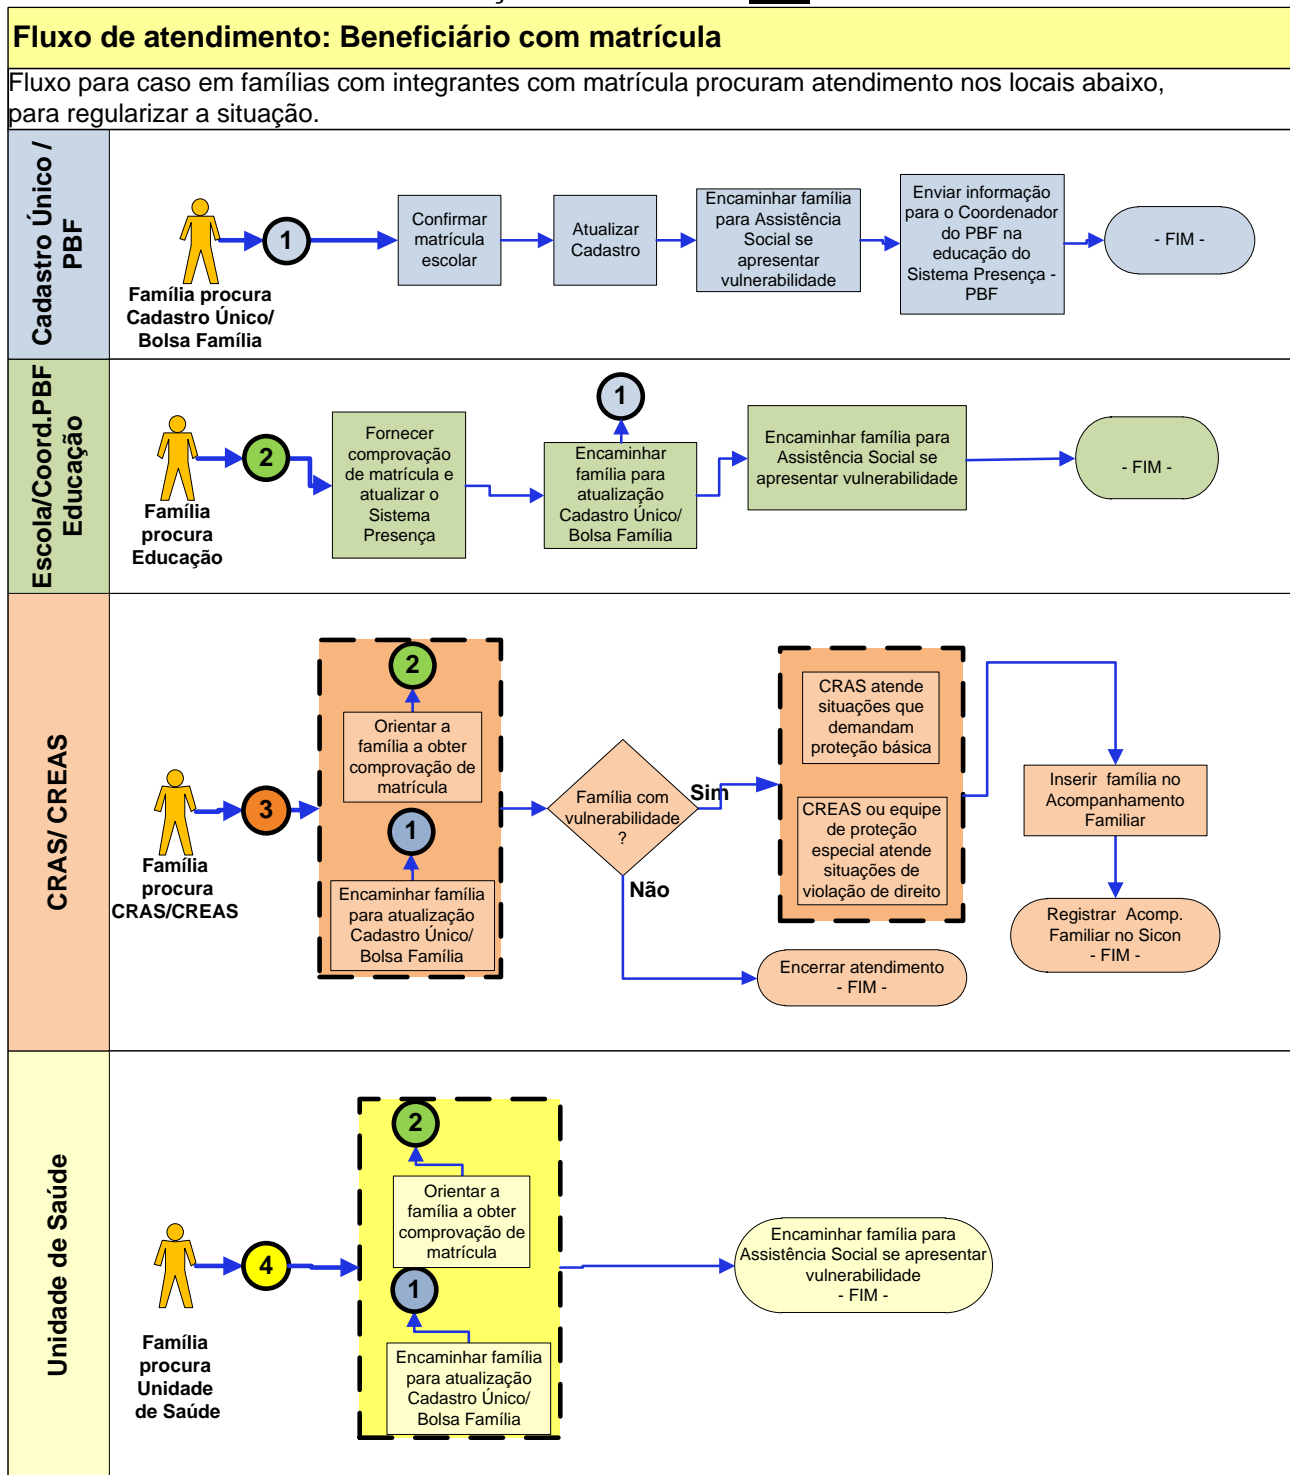 Fluxo de atendimento: Beneficiário com matrícula
Fluxo para caso em famílias com integrantes com matrícula procuram atendimento nos locais abaixo,
para regularizar a situação.
Cadastro Único /
PBF
Família procura
Cadastro Único/
Bolsa Família
1
Confirmar
matrícula
escolar
Atualizar
Cadastro
Encaminhar família
para Assistência
Social se
apresentar
vulnerabilidade
Enviar informação
para o Coordenador
do PBF na
educação do
Sistema Presença -
PBF
- FIM -
Escola/Coord.PBF
Educação
Família
procura
Educação
2
Fornecer
comprovação
de matrícula e
atualizar o
Sistema
Presença
1
Encaminhar
família para
atualização
Cadastro Único/
Bolsa Família
Encaminhar família para
Assistência Social se
apresentar vulnerabilidade
- FIM -
CRAS/ CREAS
Família
procura
CRAS/CREAS
3
2
Orientar a
família a obter
comprovação de
matrícula
1
Encaminhar família
para atualização
Cadastro Único/
Bolsa Família
Família com
vulnerabilidade
?
Sim
Não
CRAS atende
situações que
demandam
proteção básica
CREAS ou equipe
de proteção
especial atende
situações de
violação de direito
Inserir família no
Acompanhamento
Familiar
Registrar Acomp.
Familiar no Sicon
- FIM -
Encerrar atendimento
- FIM -
Unidade de Saúde
Família
procura
Unidade
de Saúde
4
2
Orientar a
família a obter
comprovação de
matrícula
1
Encaminhar família
para atualização
Cadastro Único/
Bolsa Família
Encaminhar família para
Assistência Social se apresentar
vulnerabilidade
- FIM -